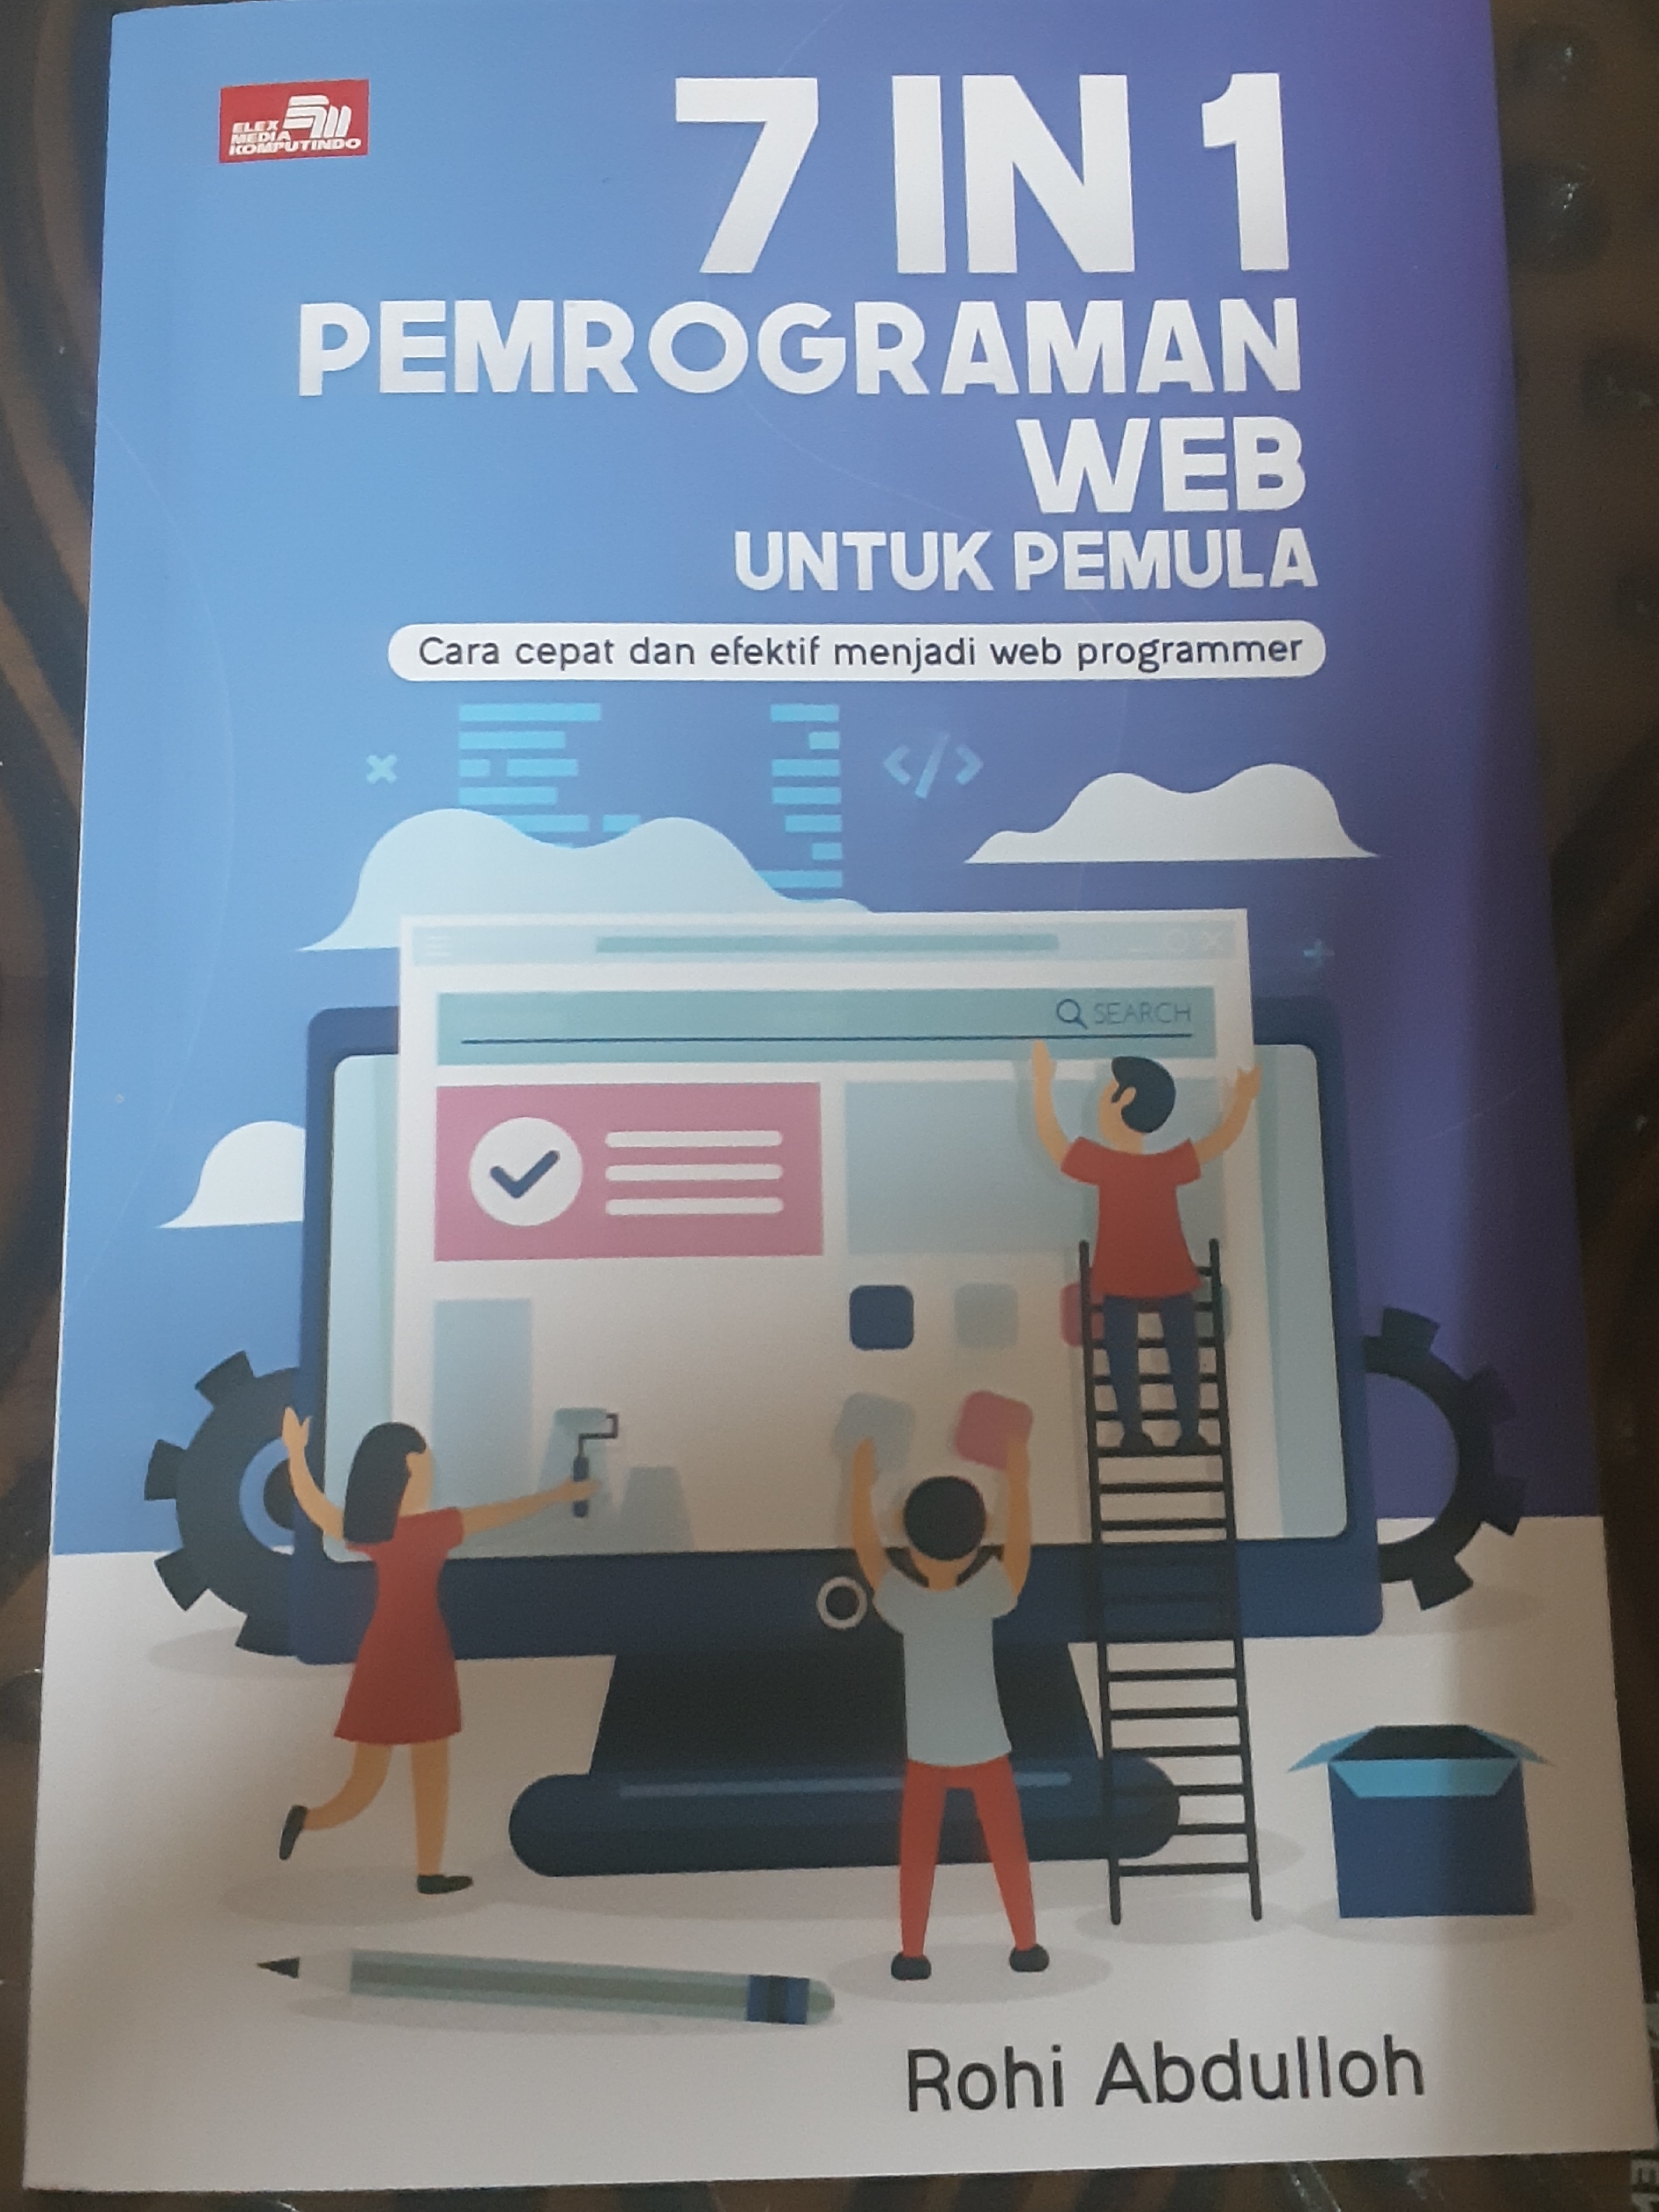 ELEX
MEDIA
KOMPUTINDO
7 IN 1
PEMROGRAMAN
WEB
UNTUK PEMULA
Cara cepat dan efektif menjadi web programmer
</>
SEARCH
Rohi Abdulloh